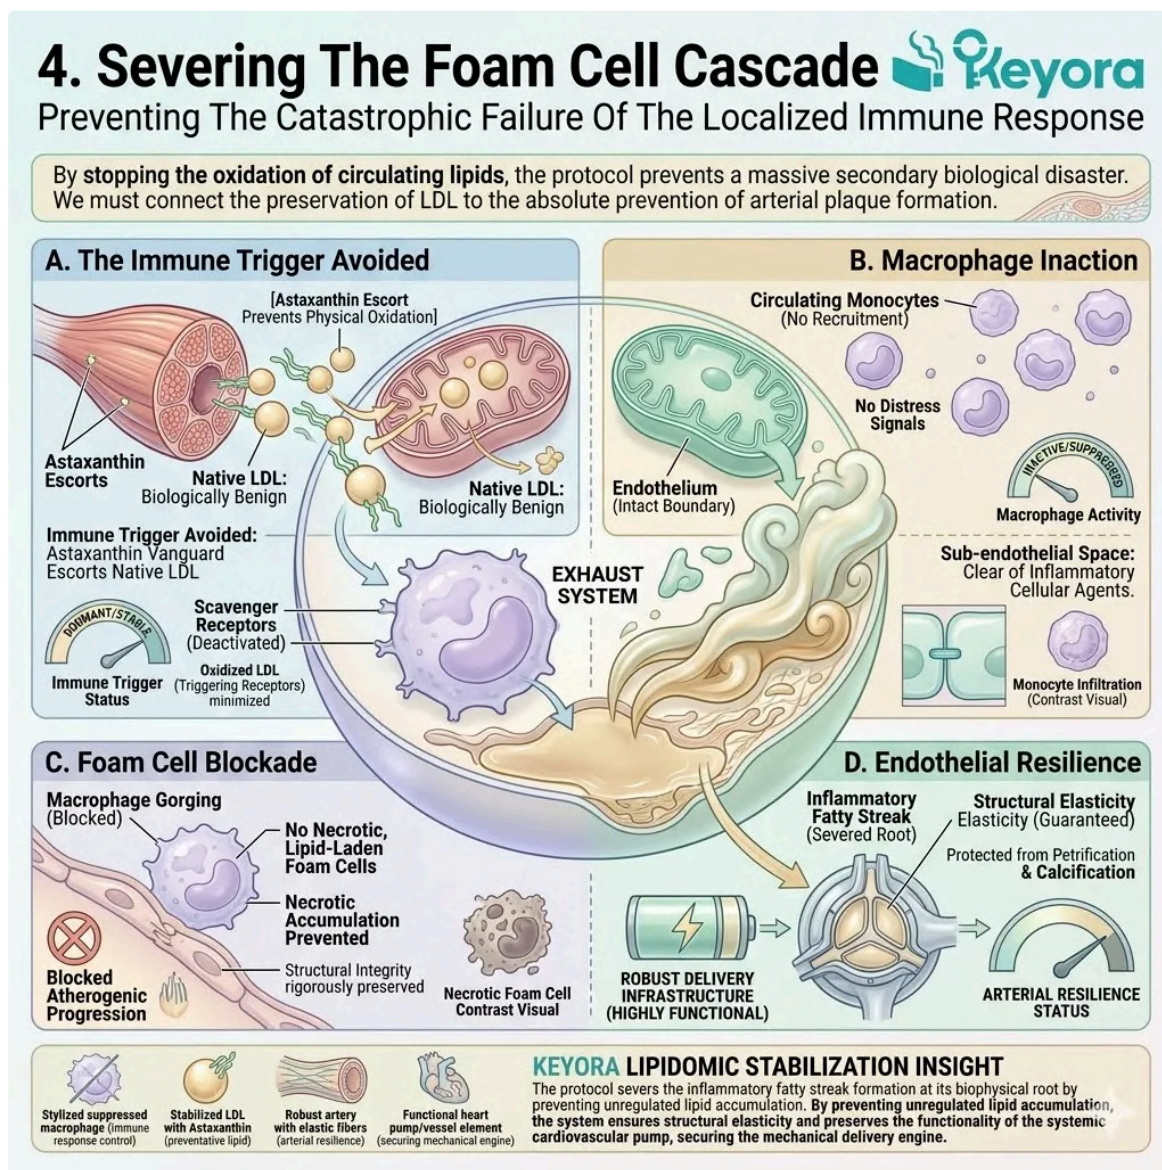 4. Severing The Foam Cell Cascade
Keyora
Preventing The Catastrophic Failure Of The Localized Immune Response
By stopping the oxidation of circulating lipids, the protocol prevents a massive secondary biological disaster.
We must connect the preservation of LDL to the absolute prevention of arterial plaque formation.
A. The Immune Trigger Avoided
[Astaxanthin Escort
Prevents Physical Oxidation]
Astaxanthin
Escorts
Native LDL:
Biologically Benign
Native LDL:
Biologically Benign
Immune Trigger Avoided:
Astaxanthin Vanguard
Escorts Native LDL
DORMANT/STABLE
Immune Trigger
Status
Scavenger
Receptors
(Deactivated)
Oxidized LDL
(Triggering Receptors)
minimized
EXHAUST
SYSTEM
B. Macrophage Inaction
Circulating Monocytes
(No Recruitment)
No Distress
Signals
Endothelium
(Intact Boundary)
Macrophage Activity
Sub-endothelial Space:
Clear of Inflammatory
Cellular Agents.
Monocyte Infiltration
(Contrast Visual)
C. Foam Cell Blockade
Macrophage Gorging
(Blocked)
No Necrotic,
Lipid-Laden
Foam Cells
Necrotic
Accumulation
Prevented
Structural Integrity
rigorously preserved
Blocked
Atherogenic
Progression
Necrotic Foam Cell
Contrast Visual
D. Endothelial Resilience
Inflammatory
Fatty Streak
(Severed Root)
Structural Elasticity
Elasticity (Guaranteed)
Protected from Petrification
& Calcification
ROBUST DELIVERY
INFRASTRUCTURE
(HIGHLY FUNCTIONAL)
ARTERIAL RESILIENCE
STATUS
Stylized suppressed
macrophage (immune
response control)
Stabilized LDL
with Astaxanthin
(preventative lipid)
Robust artery
with elastic fibers
(arterial resilience)
Functional heart
pump/vessel element
(securing mechanical engine)
KEYORA LIPIDOMIC STABILIZATION INSIGHT
The protocol severs the inflammatory fatty streak formation at its biophysical root by
preventing unregulated lipid accumulation. By preventing unregulated lipid accumulation,
the system ensures structural elasticity and preserves the functionality of the systemic
cardiovascular pump, securing the mechanical delivery engine.